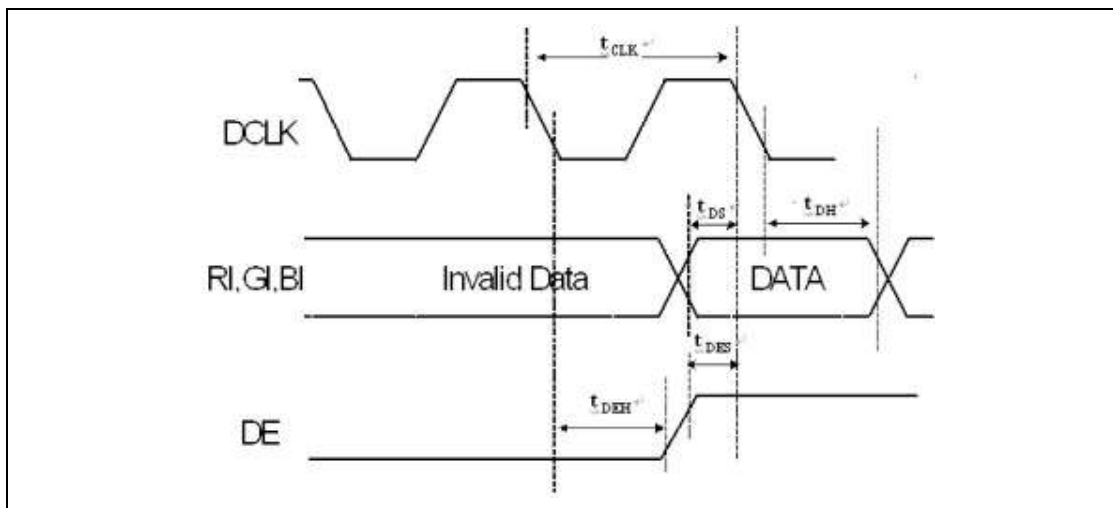 tCLK
DCLK
tDS
tDH
RI,GI,BI
Invalid Data
DATA
tDES
tDEH
DE